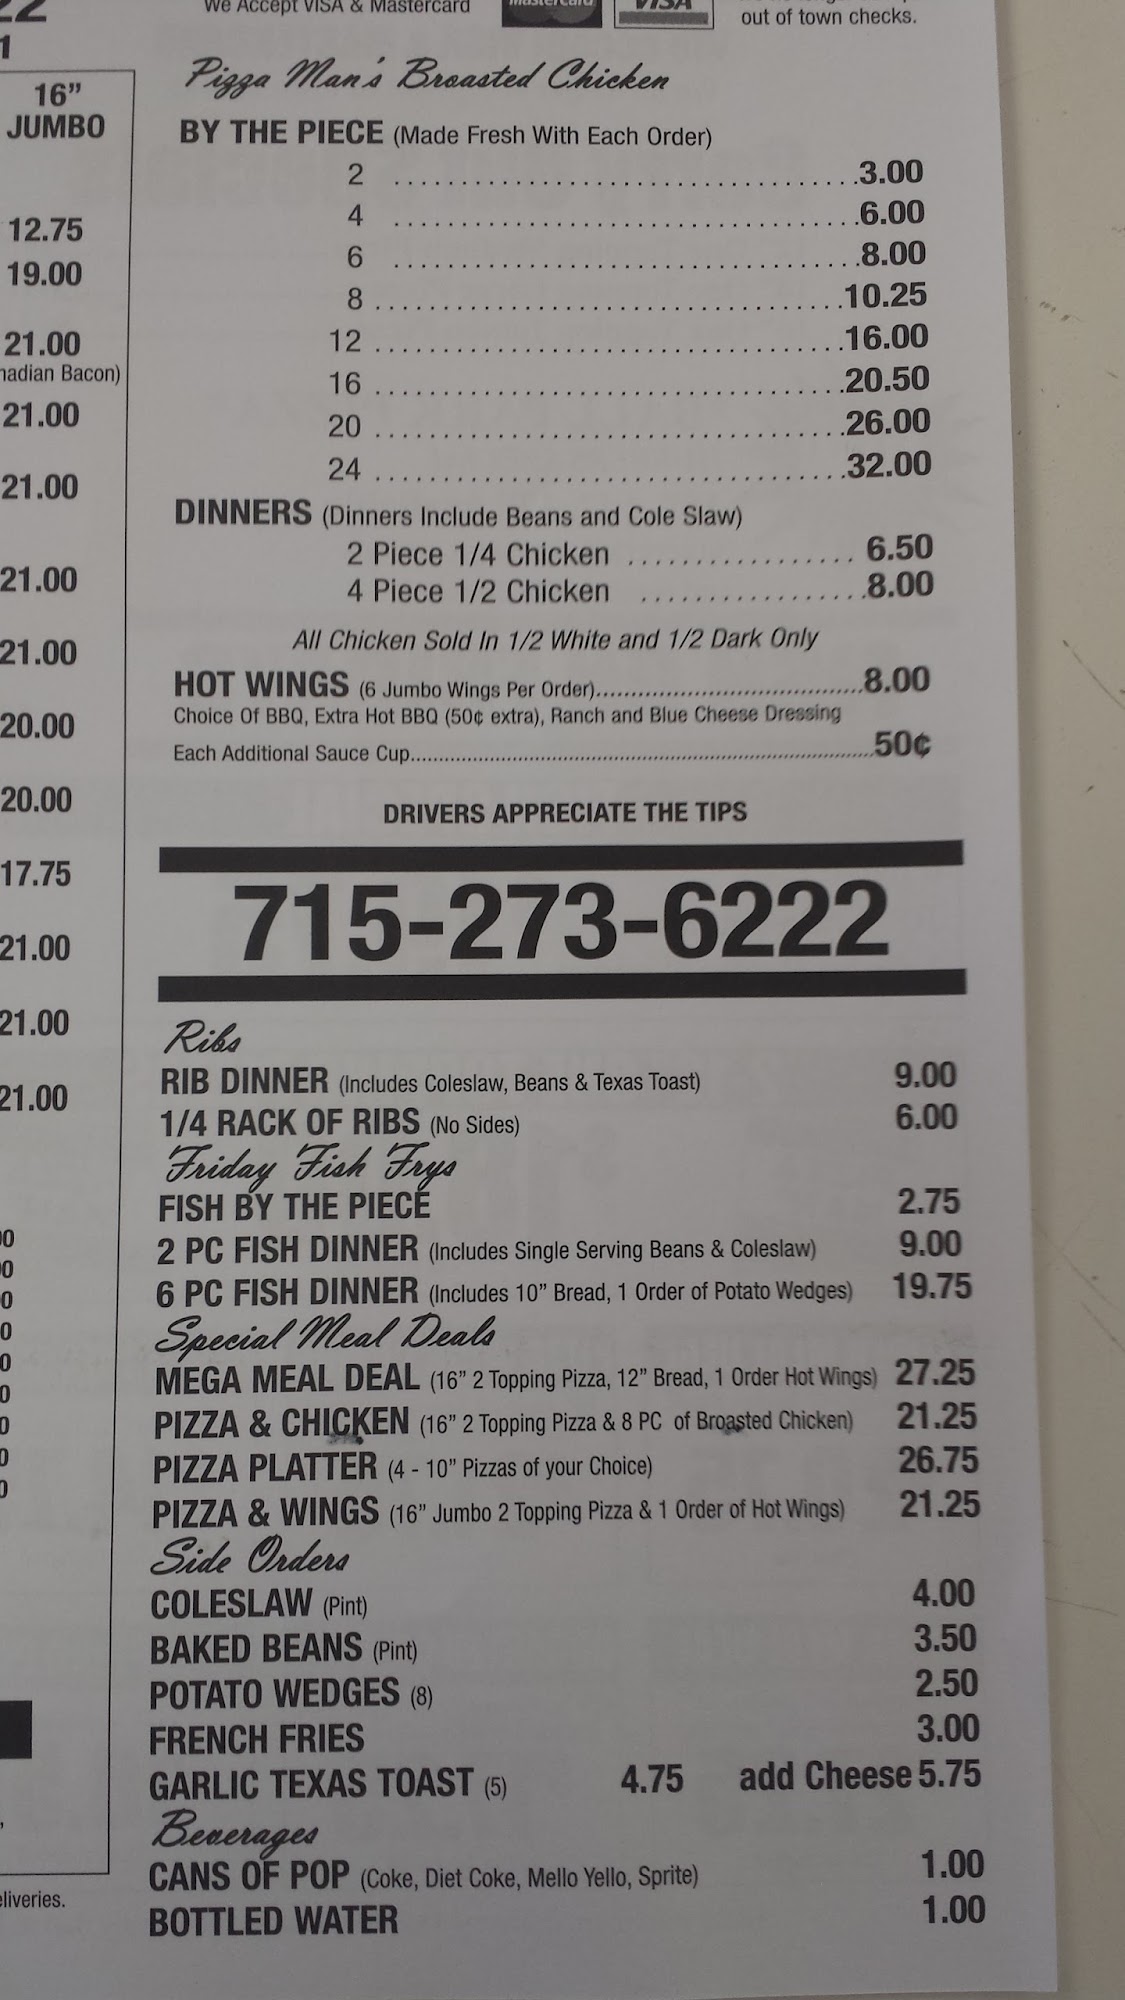 We Accept VISA & Mastercard
MasterCard
VISA
out of town checks.
1
16”
JUMBO
12.75
19.00
21.00
nadian Bacon)
21.00
21.00
21.00
21.00
20.00
20.00
17.75
21.00
21.00
21.00
eliveries.
Pizza Man's Broasted Chicken
BY THE PIECE (Made Fresh With Each Order)
2 ..................................3.00
4 ..................................6.00
6 ..................................8.00
8 ..................................10.25
12 ..................................16.00
16 ..................................20.50
20 ..................................26.00
24 ..................................32.00
DINNERS (Dinners Include Beans and Cole Slaw)
2 Piece 1/4 Chicken ................. 6.50
4 Piece 1/2 Chicken .................8.00
All Chicken Sold In 1/2 White and 1/2 Dark Only
HOT WINGS (6 Jumbo Wings Per Order)......................................8.00
Choice Of BBQ, Extra Hot BBQ (50¢ extra), Ranch and Blue Cheese Dressing
Each Additional Sauce Cup....................................................................50¢
DRIVERS APPRECIATE THE TIPS
715-273-6222
Ribs
RIB DINNER (Includes Coleslaw, Beans & Texas Toast) 9.00
1/4 RACK OF RIBS (No Sides) 6.00
Friday Fish Frys
FISH BY THE PIECE 2.75
2 PC FISH DINNER (Includes Single Serving Beans & Coleslaw) 9.00
6 PC FISH DINNER (Includes 10” Bread, 1 Order of Potato Wedges) 19.75
Special Meal Deals
MEGA MEAL DEAL (16” 2 Topping Pizza, 12” Bread, 1 Order Hot Wings) 27.25
PIZZA & CHICKEN (16” 2 Topping Pizza & 8 PC of Broasted Chicken) 21.25
PIZZA PLATTER (4 - 10” Pizzas of your Choice) 26.75
PIZZA & WINGS (16” Jumbo 2 Topping Pizza & 1 Order of Hot Wings) 21.25
Side Orders
COLESLAW (Pint) 4.00
BAKED BEANS (Pint) 3.50
POTATO WEDGES (8) 2.50
FRENCH FRIES 3.00
GARLIC TEXAS TOAST (5) 4.75 add Cheese 5.75
Beverages
CANS OF POP (Coke, Diet Coke, Mello Yello, Sprite) 1.00
BOTTLED WATER 1.00